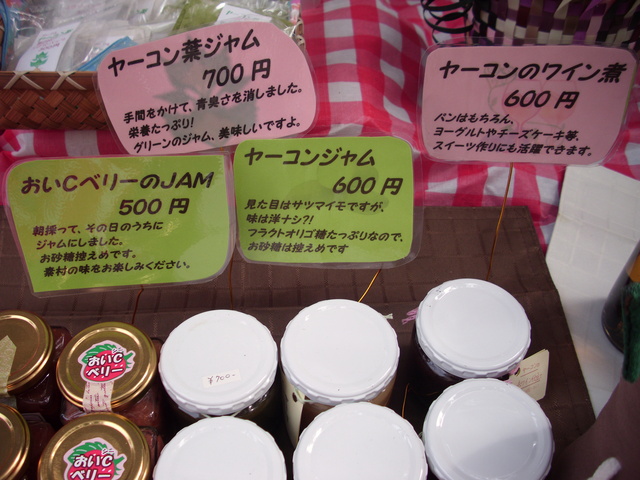 ヤーコン葉ジャム
700円
手間をかけて、青臭さを消しました。
栄養たっぷり!
グリーンのジャム、美味しいですよ。
ヤーコンのワイン煮
600円
パンはもちろん、
ヨーグルトやチーズケーキ等、
スイーツ作りにも活躍できます。
おいCベリーのJAM
500円
朝採って、その日のうちに
ジャムにしました。
お砂糖控えめです。
素材の味をお楽しみください。
ヤーコンジャム
600円
見た目はサツマイモですが、
味は洋ナシ?!
フラクトオリゴ糖たっぷりなので、
お砂糖は控えめです
おいC
ベリー
¥700-
おいC
ベリー